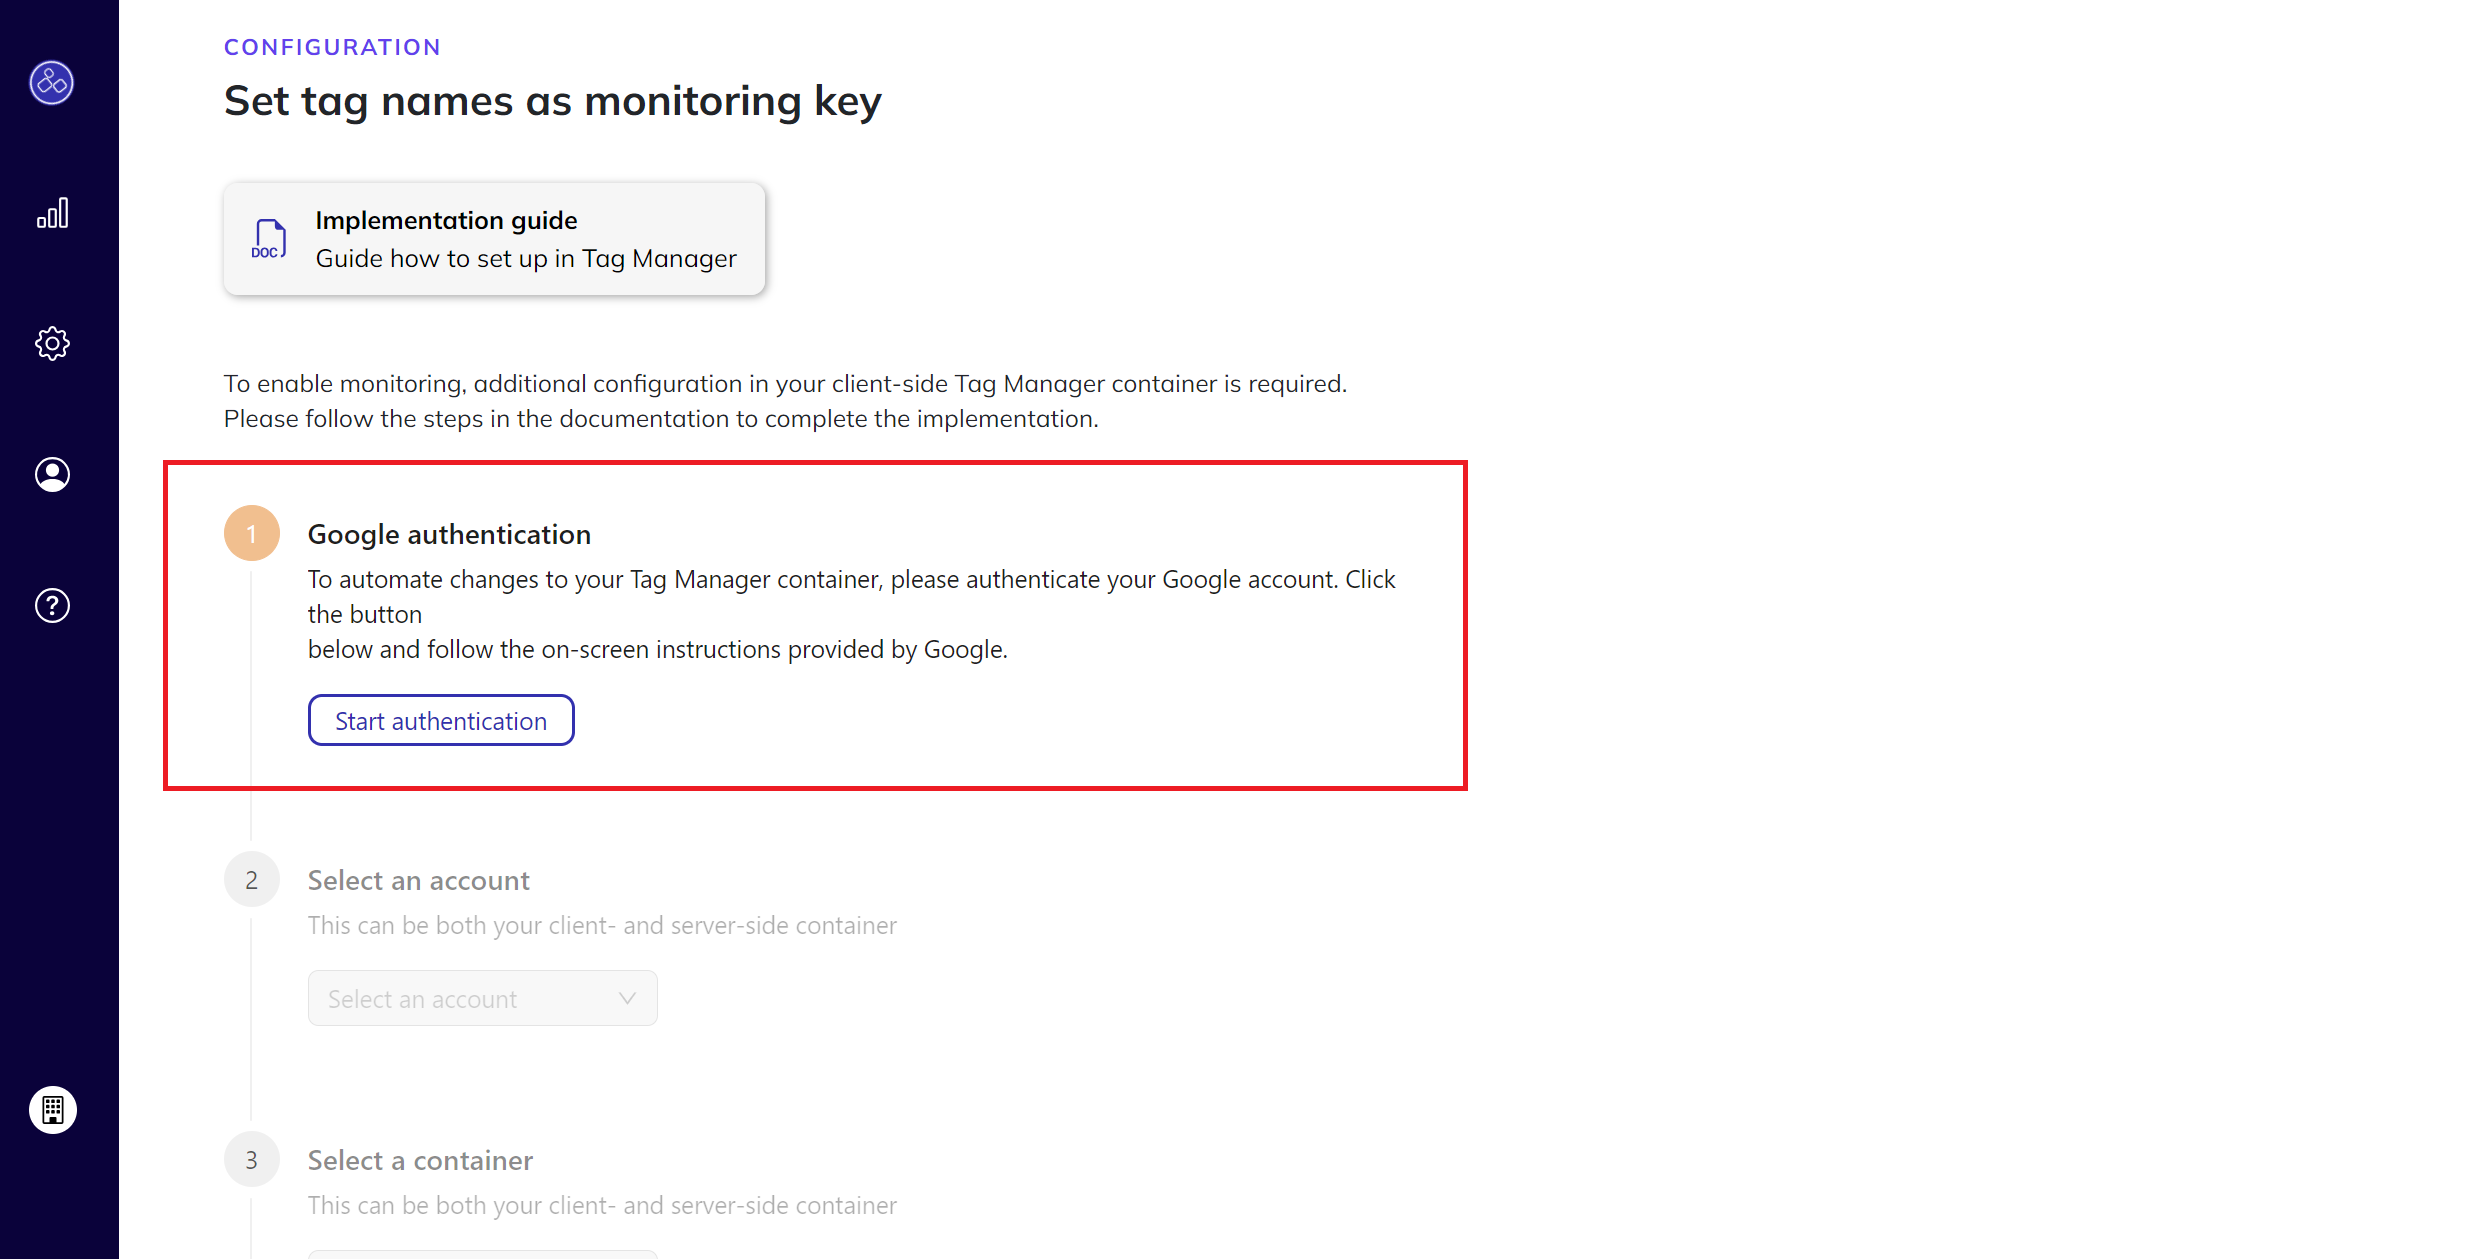 CONFIGURATION
Set tag names as monitoring key
Implementation guide
DOC
Guide how to set up in Tag Manager
To enable monitoring, additional configuration in your client-side Tag Manager container is required.
Please follow the steps in the documentation to complete the implementation.
1
Google authentication
To automate changes to your Tag Manager container, please authenticate your Google account. Click
the button
below and follow the on-screen instructions provided by Google.
Start authentication
2
Select an account
This can be both your client- and server-side container
Select an account
3
Select a container
This can be both your client- and server-side container